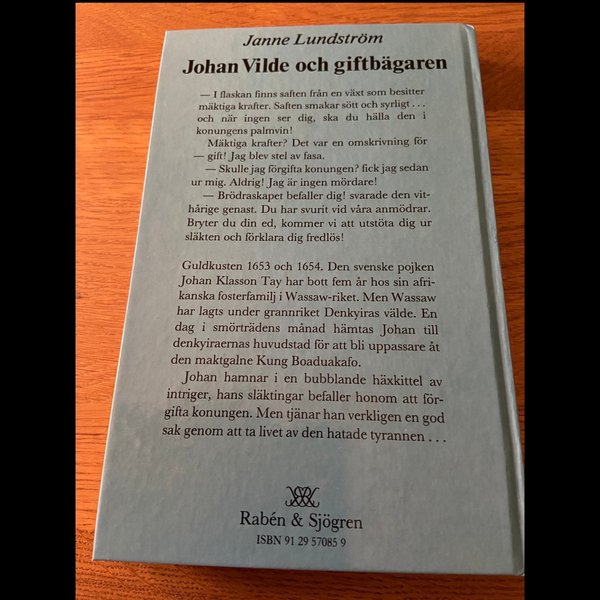 Janne Lundström
Johan Vilde och giftbägaren
— I flaskan finns saften från en växt som besitter
mäktiga krafter. Saften smakar sött och syrligt . . .
och när ingen ser dig, ska du hälla den i
konungens palmvin!
Mäktiga krafter? Det var en omskrivning för
— gift! Jag blev stel av fasa.
— Skulle jag förgifta konungen? fick jag sedan
ur mig. Aldrig! Jag är ingen mördare!
— Brödraskapet befaller dig! svarade den vit-
hårige genast. Du har svurit vid våra anmödrar.
Bryter du din ed, kommer vi att utstöta dig ur
släkten och förklara dig fredlös!
Guldkusten 1653 och 1654. Den svenske pojken
Johan Klasson Tay har bott fem år hos sin afri-
kanska fosterfamilj i Wassaw-riket. Men Wassaw
har lagts under grannriket Denkyiras välde. En
dag i smörträdens månad hämtas Johan till
denkyiraernas huvudstad för att bli uppassare åt
den maktgalne Kung Boaduakafo.
Johan hamnar i en bubblande häxkittel av
intriger, hans släktingar befaller honom att för-
gifta konungen. Men tjänar han verkligen en god
sak genom att ta livet av den hatade tyrannen . . .
Rabén & Sjögren
ISBN 91 29 57085 9